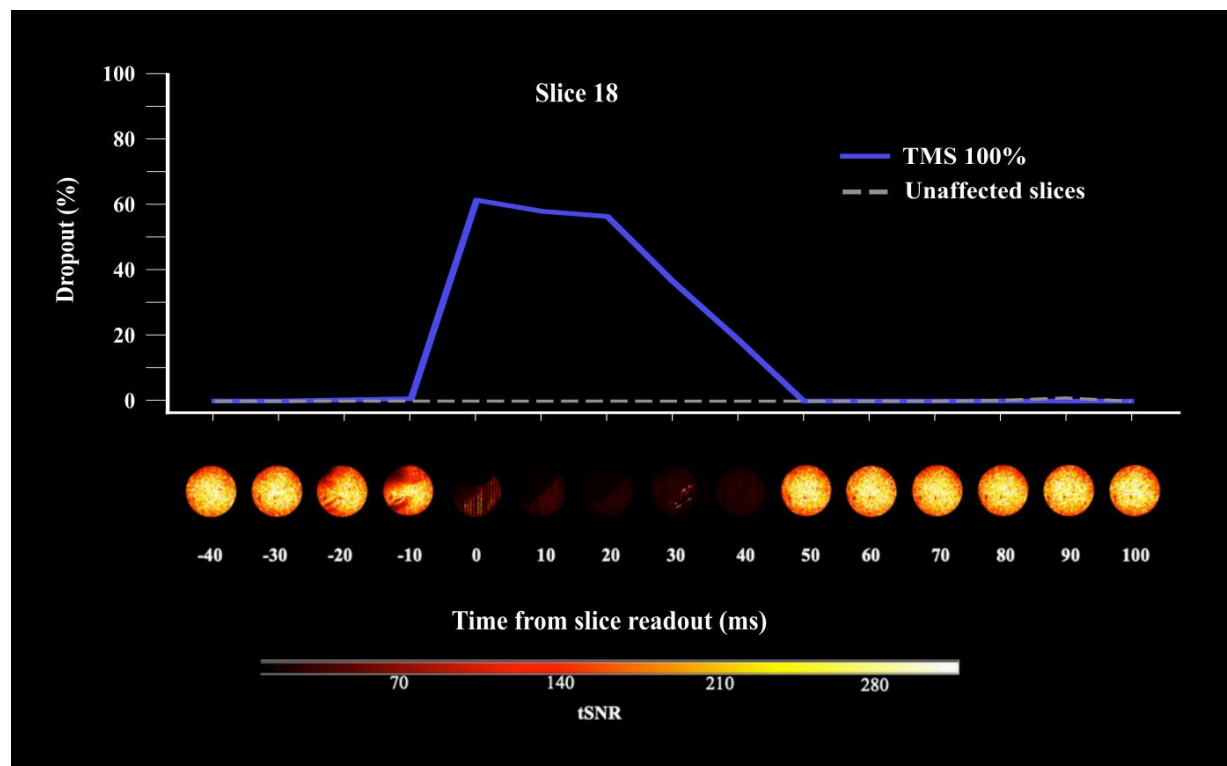 100
Slice 18
80
TMS 100%
Unaffected slices
60
Dropout (%)
40
20
0
-40 -30 -20 -10 0 10 20 30 40 50 60 70 80 90 100
Time from slice readout (ms)
70 140 210 280
tSNR